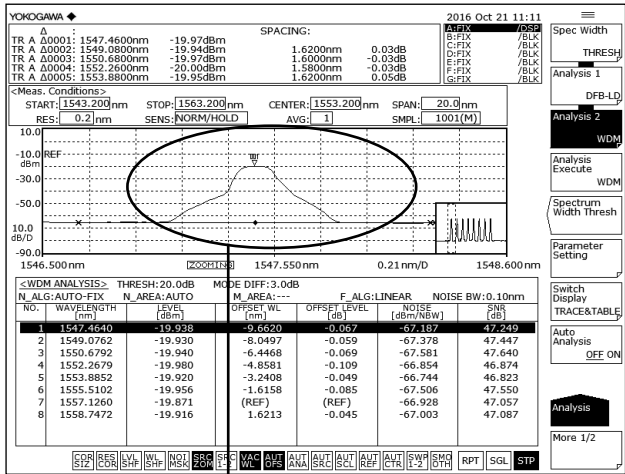 YOKOGAWA ◆ 2016 Oct 21 11:11
Δ : SPACING:
TR A Δ0001: 1547.4600nm -19.97dBm
TR A Δ0002: 1549.0800nm -19.94dBm 1.6200nm 0.03dB
TR A Δ0003: 1550.6800nm -19.97dBm 1.6000nm -0.03dB
TR A Δ0004: 1552.2600nm -20.00dBm 1.5800nm -0.03dB
TR A Δ0005: 1553.8800nm -19.95dBm 1.6200nm 0.05dB
A:FIX /DSP
B:FIX /BLK
C:FIX /BLK
D:FIX /BLK
E:FIX /BLK
F:FIX /BLK
G:FIX /BLK
<Meas. Conditions>
START: 1543.200 nm STOP: 1563.200 nm CENTER: 1553.200 nm SPAN: 20.0 nm
RES: 0.2 nm SENS: NORM/HOLD AVG: 1 SMPL: 1001(M)
10.0
-10.0 REF
dBm
-30.0
-50.0
10.0
dB/D
-90.0
1546.500nm ZOOMING 1547.550nm 0.21nm/D 1548.600nm
<WDM ANALYSIS> THRESH:20.0dB MODE DIFF:3.0dB
N_ALG:AUTO-FIX N_AREA:AUTO M_AREA:--- F_ALG:LINEAR NOISE BW:0.10nm
NO. WAVELENGTH LEVEL OFFSET WL OFFSET LEVEL NOISE SNR
[nm] [dBm] [nm] [dB] [dBm/NBW] [dB]
1 1547.4640 -19.938 -9.6620 -0.067 -67.187 47.249
2 1549.0762 -19.930 -8.0497 -0.059 -67.378 47.447
3 1550.6792 -19.940 -6.4468 -0.069 -67.581 47.640
4 1552.2679 -19.980 -4.8581 -0.109 -66.854 46.874
5 1553.8852 -19.920 -3.2408 -0.049 -66.744 46.823
6 1555.5102 -19.956 -1.6158 -0.085 -67.506 47.550
7 1557.1260 -19.871 (REF) (REF) -66.928 47.057
8 1558.7472 -19.916 1.6213 -0.045 -67.003 47.087
COR RES LVL WL NOI SRC SRC VAC AUT AUT AUT AUT AUT AUT SWP SMO RPT SGL STP
SIZ COR SHF SHF MSK ZOM 1-2 WL OFS ANA SRC SCL REF CTR 1-2 OTH
Spec Width
THRESH
Analysis 1
DFB-LD
Analysis 2
WDM
Analysis
Execute
WDM
Spectrum
Width Thresh
Parameter
Setting
Switch
Display
TRACE&TABLE
Auto
Analysis
OFF ON
Analysis
More 1/2